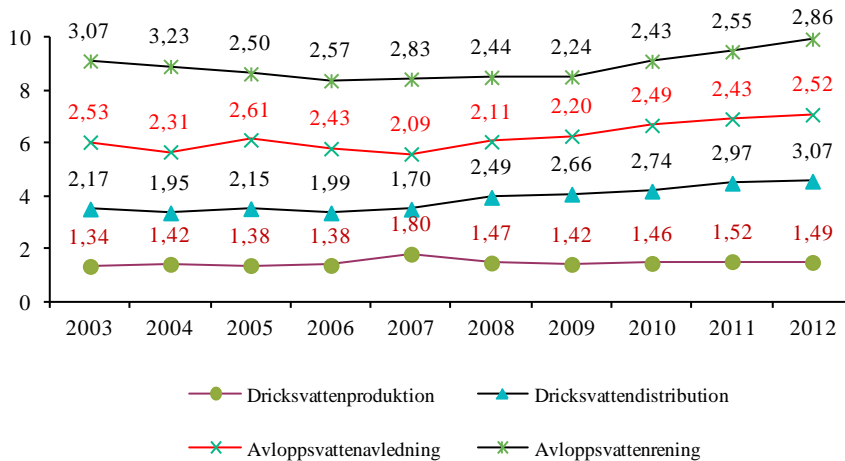 10
8
6
4
2
0
3,07 3,23 2,50 2,57 2,83 2,44 2,24 2,43 2,55 2,86
2,53 2,31 2,61 2,43 2,09 2,11 2,20 2,49 2,43 2,52
2,17 1,95 2,15 1,99 1,70 2,49 2,66 2,74 2,97 3,07
1,34 1,42 1,38 1,38 1,80 1,47 1,42 1,46 1,52 1,49
2003 2004 2005 2006 2007 2008 2009 2010 2011 2012
Dricksvattenproduktion Dricksvattendistribution
Avloppsvattenavledning Avloppsvattenrening